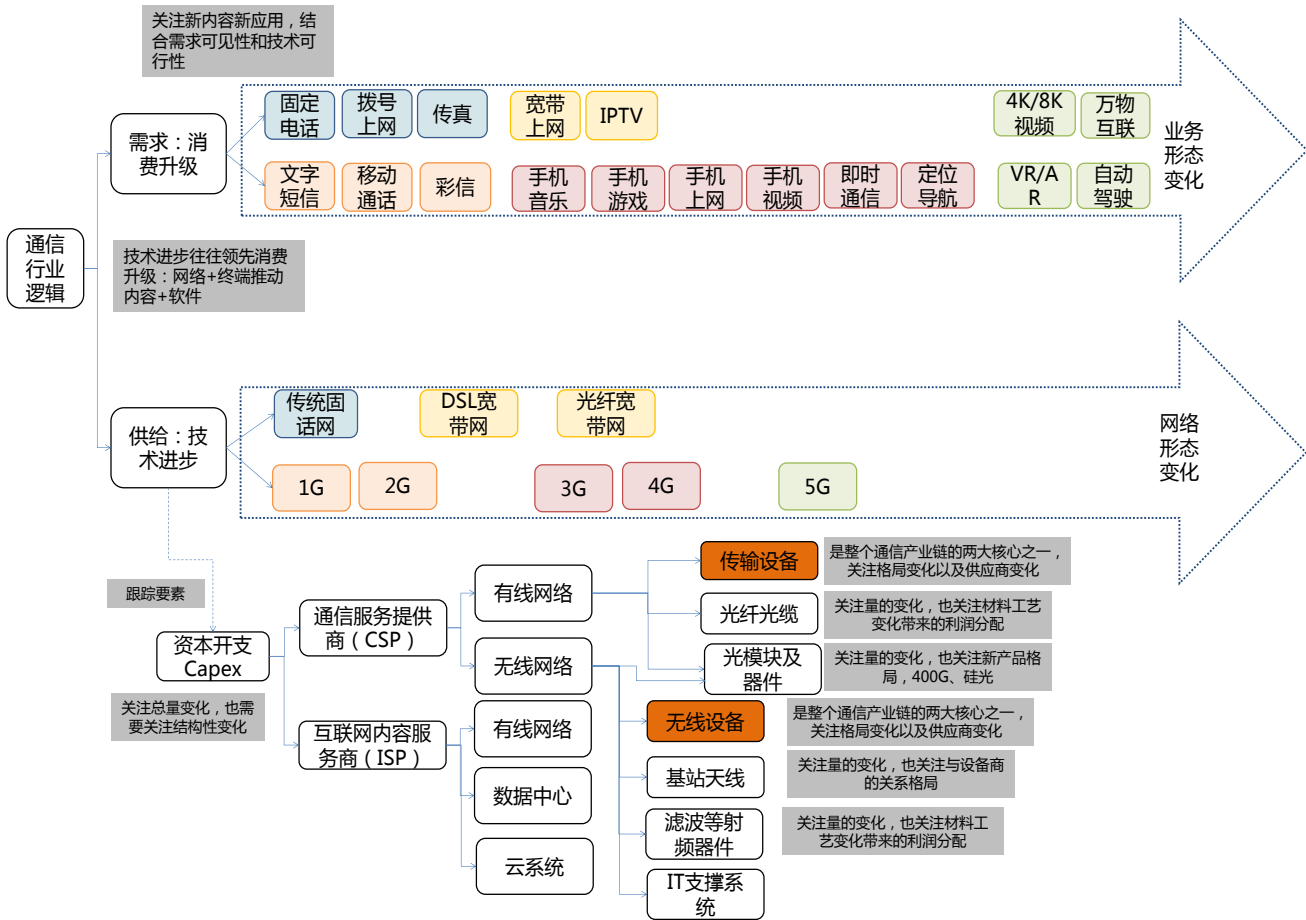 关注新内容新应用，结
合需求可见性和技术可
行性
固定
电话
拨号
上网
传真
宽带
上网
IPTV
4K/8K
视频
万物
互联
需求：消
费升级
业务
形态
变化
文字
短信
移动
通话
彩信
手机
音乐
手机
游戏
手机
上网
手机
视频
即时
通信
定位
导航
VR/A
R
自动
驾驶
通信
行业
逻辑
技术进步往往领先消费
升级：网络+终端推动
内容+软件
传统固
话网
DSL宽
带网
光纤宽
带网
供给：技
术进步
网络
形态
变化
1G
2G
3G
4G
5G
跟踪要素
资本开支
Capex
关注总量变化，也需
要关注结构性变化
通信服务提供
商（CSP）
互联网内容服
务商（ISP）
有线网络
无线网络
有线网络
数据中心
云系统
传输设备
是整个通信产业链的两大核心之一，
关注格局变化以及供应商变化
光纤光缆
关注量的变化，也关注材料工艺
变化带来的利润分配
光模块及
器件
关注量的变化，也关注新产品格
局，400G、硅光
无线设备
是整个通信产业链的两大核心之一，
关注格局变化以及供应商变化
基站天线
关注量的变化，也关注与设备商
的关系格局
滤波等射
频器件
关注量的变化，也关注材料工
艺变化带来的利润分配
IT支撑系
统